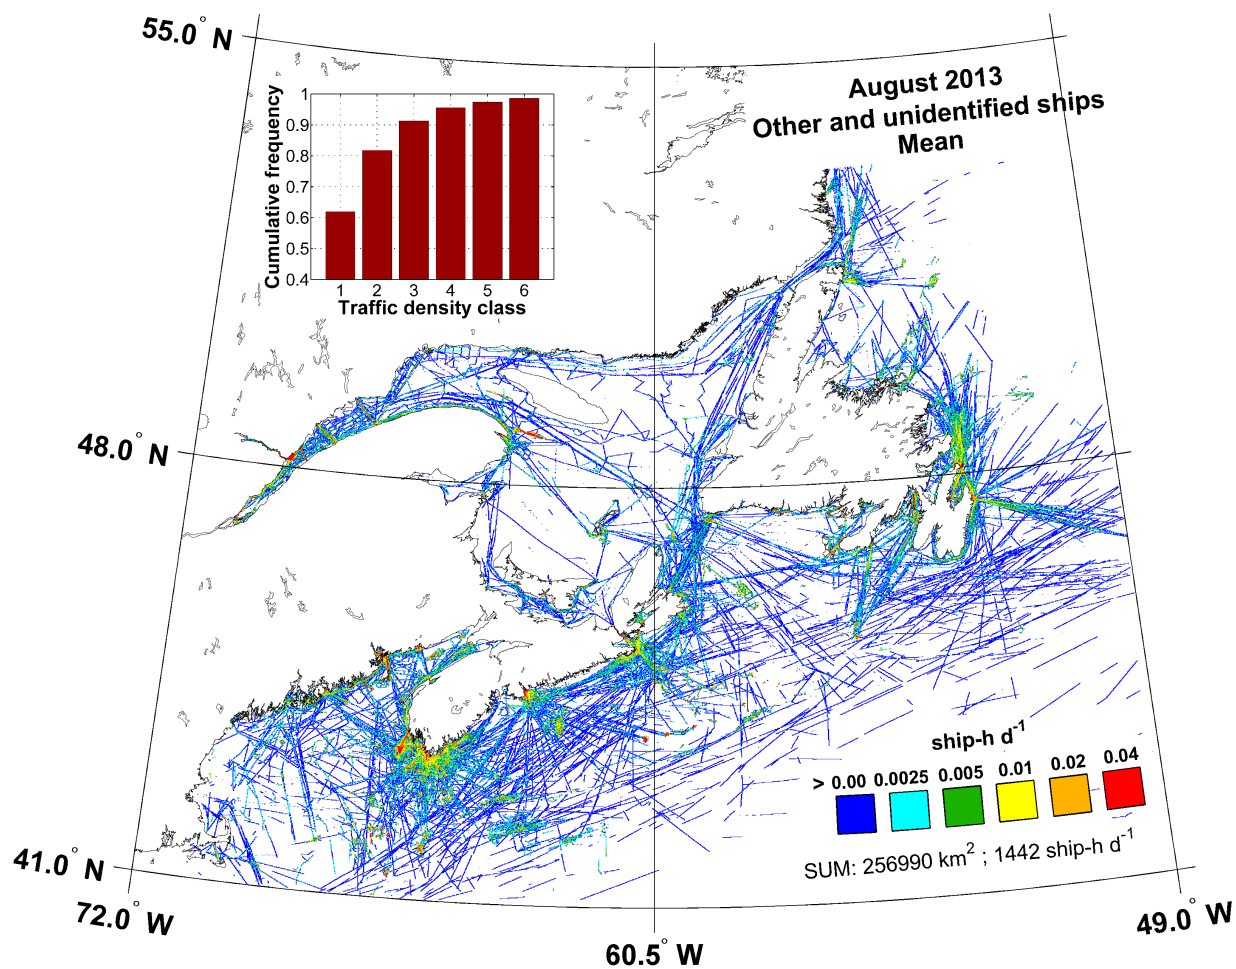 55.0° N
August 2013
Other and unidentified ships
Mean
Cumulative frequency
1
0.9
0.8
0.7
0.6
0.5
0.4
1 2 3 4 5 6
Traffic density class
48.0° N
ship-h d⁻¹
> 0.00 0.0025 0.005 0.01 0.02 0.04
SUM: 256990 km² ; 1442 ship-h d⁻¹
41.0° N
72.0° W
60.5° W
49.0° W